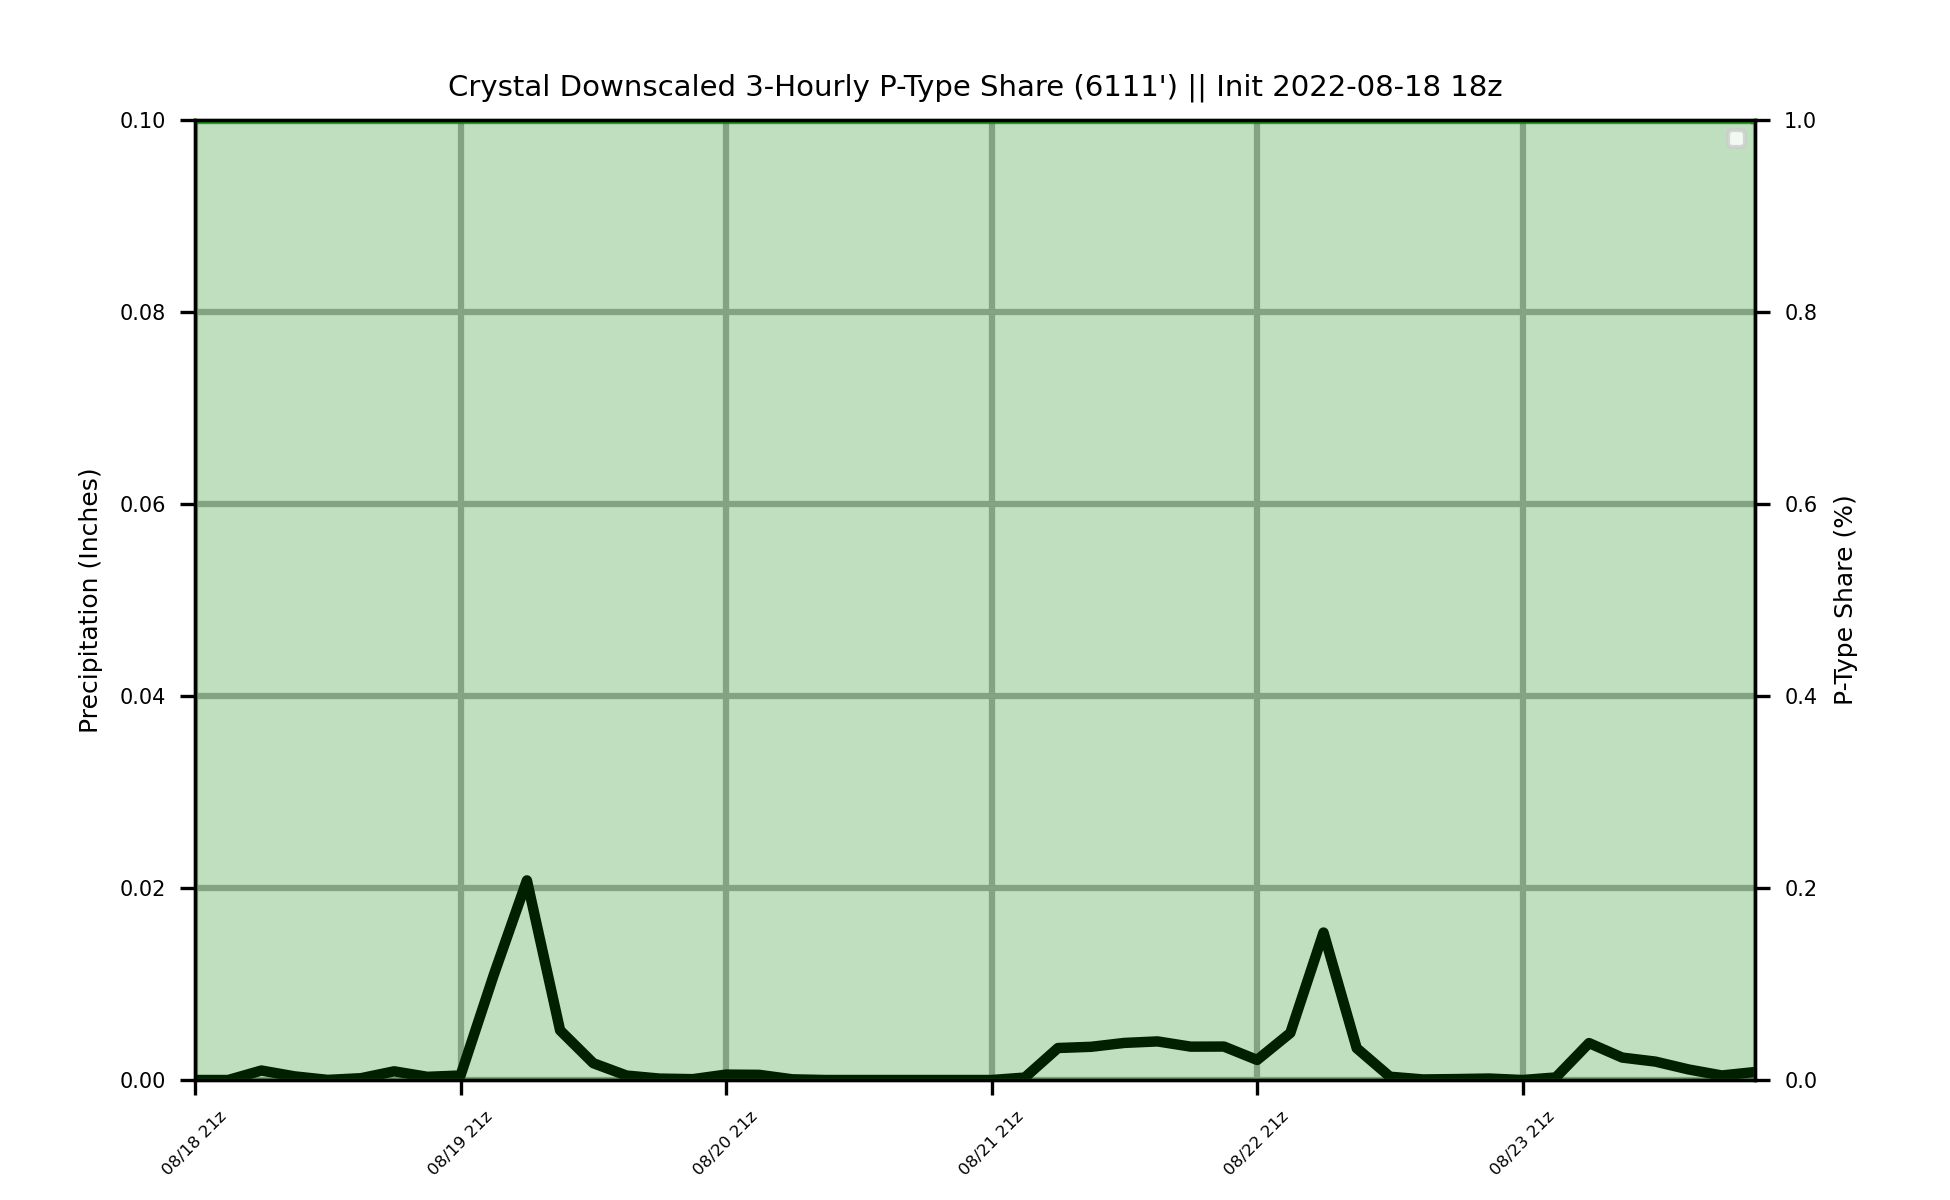 Crystal Downscaled 3-Hourly P-Type Share (6111') || Init 2022-08-18 18z
Precipitation (Inches)
0.10
0.08
0.06
0.04
0.02
0.00
1.0
0.8
0.6
0.4
0.2
0.0
P-Type Share (%)
08/18 21z
08/19 21z
08/20 21z
08/21 21z
08/22 21z
08/23 21z